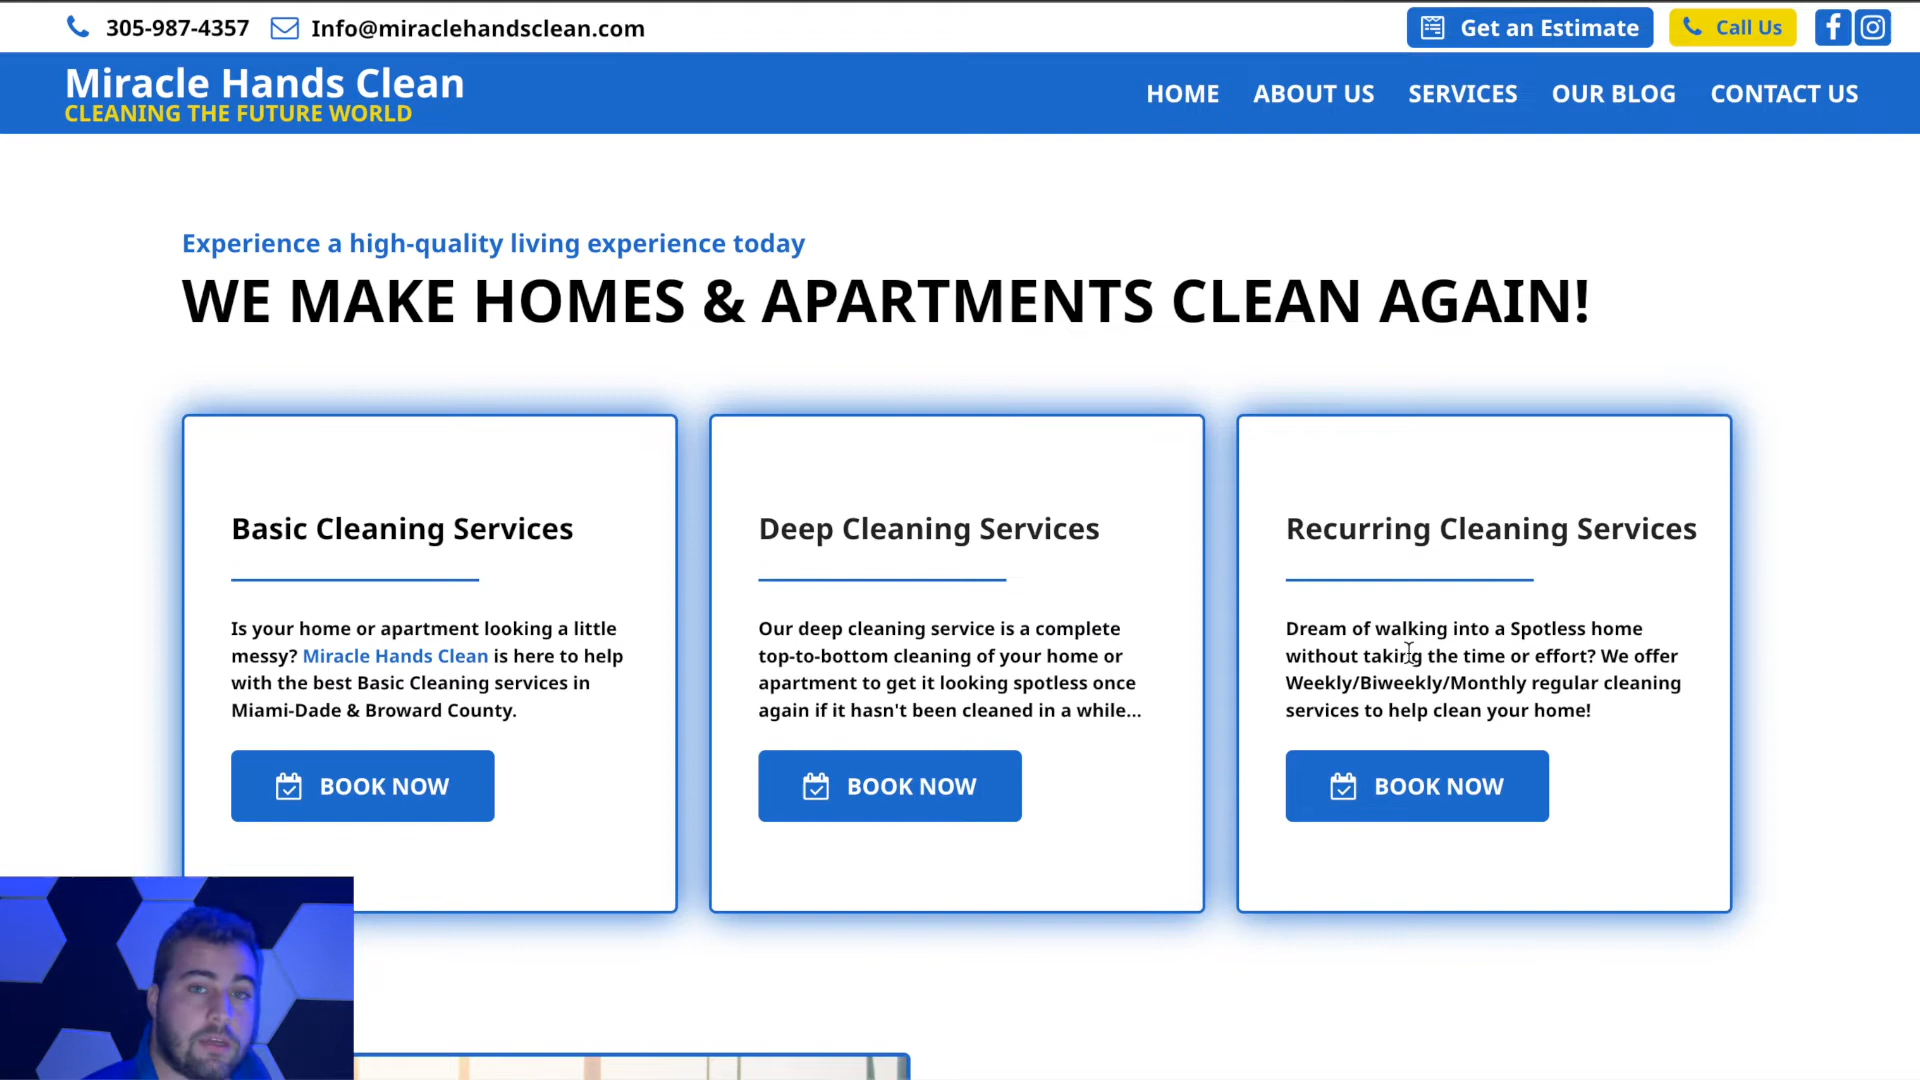 305-987-4357 Info@miraclehandsclean.com Get an Estimate Call Us
Miracle Hands Clean
CLEANING THE FUTURE WORLD
HOME ABOUT US SERVICES OUR BLOG CONTACT US
Experience a high-quality living experience today
WE MAKE HOMES & APARTMENTS CLEAN AGAIN!
Basic Cleaning Services
Is your home or apartment looking a little
messy? Miracle Hands Clean is here to help
with the best Basic Cleaning services in
Miami-Dade & Broward County.
BOOK NOW
Deep Cleaning Services
Our deep cleaning service is a complete
top-to-bottom cleaning of your home or
apartment to get it looking spotless once
again if it hasn't been cleaned in a while...
BOOK NOW
Recurring Cleaning Services
Dream of walking into a Spotless home
without taking the time or effort? We offer
Weekly/Biweekly/Monthly regular cleaning
services to help clean your home!
BOOK NOW